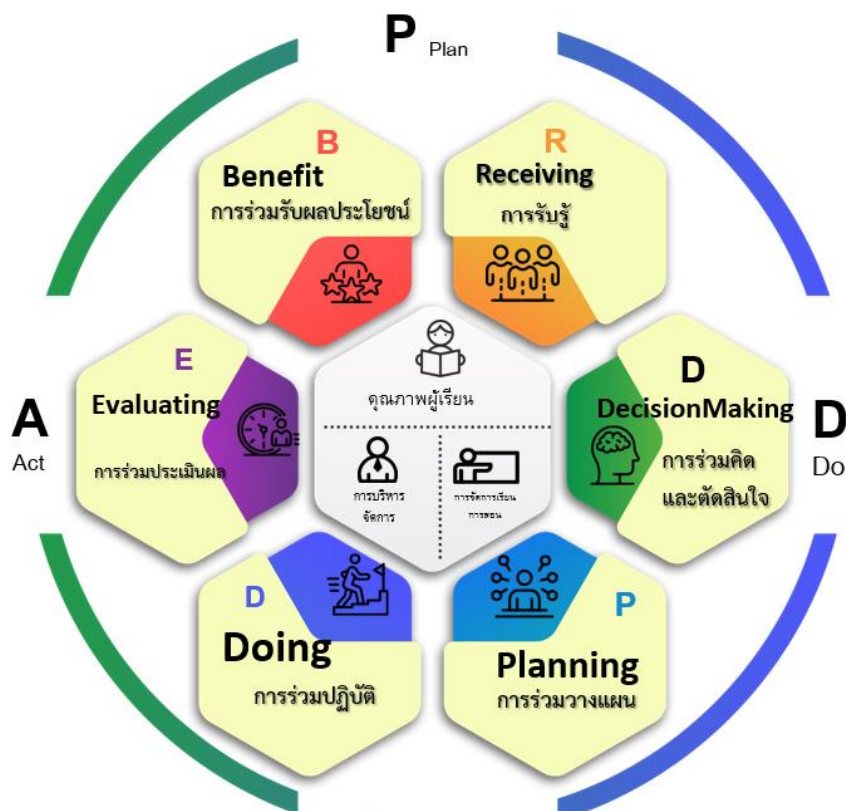 P Plan
B
Benefit
การร่วมรับผลประโยชน์
R
Receiving
การรับรู้
A
Act
E
Evaluating
การร่วมประเมินผล
คุณภาพผู้เรียน
การบริหาร
จัดการ
การจัดการเรียน
การสอน
D
DecisionMaking
การร่วมคิด
และตัดสินใจ
D
Do
D
Doing
การร่วมปฏิบัติ
P
Planning
การร่วมวางแผน